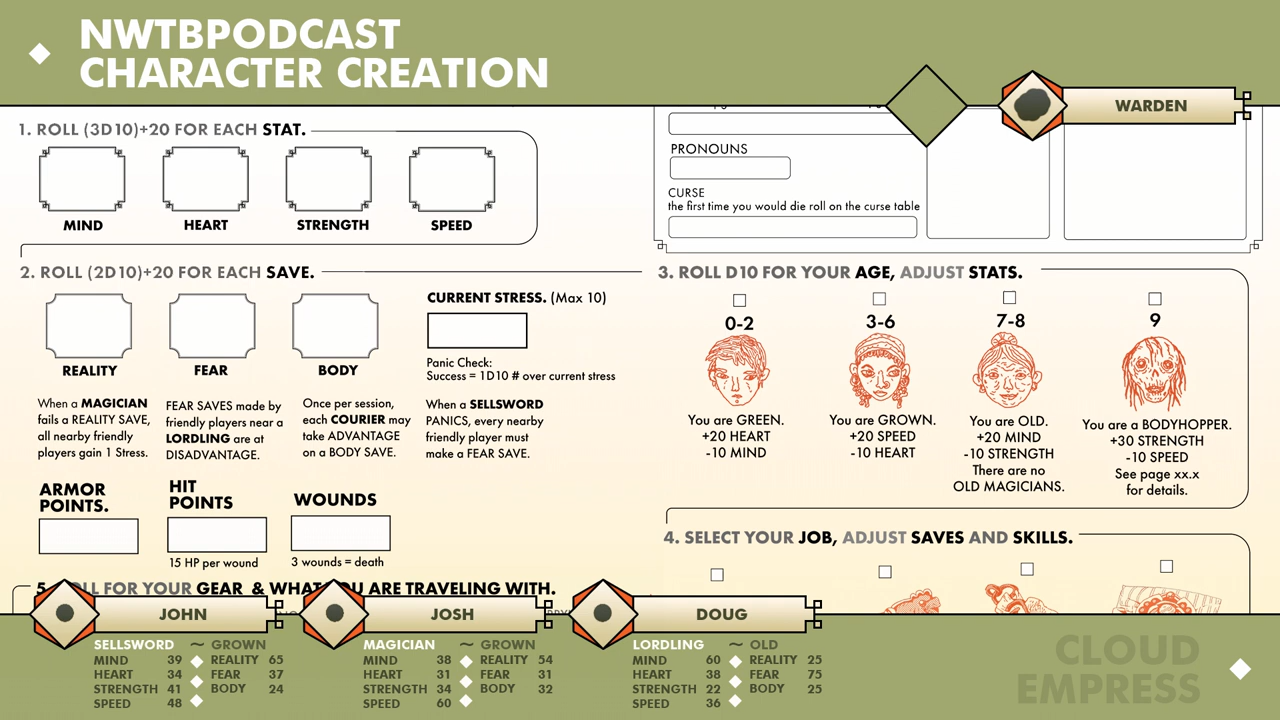 NWTBPODCAST
CHARACTER CREATION
WARDEN
1. ROLL (3D10)+20 FOR EACH STAT.
MIND
HEART
STRENGTH
SPEED
PRONOUNS
CURSE
the first time you would die roll on the curse table
2. ROLL (2D10)+20 FOR EACH SAVE.
REALITY
FEAR
BODY
CURRENT STRESS. (Max 10)
Panic Check:
Success = 1D10 # over current stress
When a MAGICIAN
fails a REALITY SAVE,
all nearby friendly
players gain 1 Stress.
FEAR SAVES made by
friendly players near a
LORDLING are at
DISADVANTAGE.
Once per session,
each COURIER may
take ADVANTAGE
on a BODY SAVE.
When a SELLSWORD
PANICS, every nearby
friendly player must
make a FEAR SAVE.
ARMOR
POINTS.
HIT
POINTS
15 HP per wound
WOUNDS
3 wounds = death
3. ROLL D10 FOR YOUR AGE, ADJUST STATS.
0-2
You are GREEN.
+20 HEART
-10 MIND
3-6
You are GROWN.
+20 SPEED
-10 HEART
7-8
You are OLD.
+20 MIND
-10 STRENGTH
There are no
OLD MAGICIANS.
9
You are a BODYHOPPER.
+30 STRENGTH
-10 SPEED
See page xx.x
for details.
4. SELECT YOUR JOB, ADJUST SAVES AND SKILLS.
5. ROLL FOR YOUR GEAR & WHAT YOU ARE TRAVELING WITH.
JOHN
SELLSWORD ~ GROWN
MIND 39 REALITY 65
HEART 34 FEAR 37
STRENGTH 41 BODY 24
SPEED 48
JOSH
MAGICIAN ~ GROWN
MIND 38 REALITY 54
HEART 31 FEAR 31
STRENGTH 34 BODY 32
SPEED 60
DOUG
LORDLING ~ OLD
MIND 60 REALITY 25
HEART 38 FEAR 75
STRENGTH 22 BODY 25
SPEED 36
CLOUD
EMPRESS